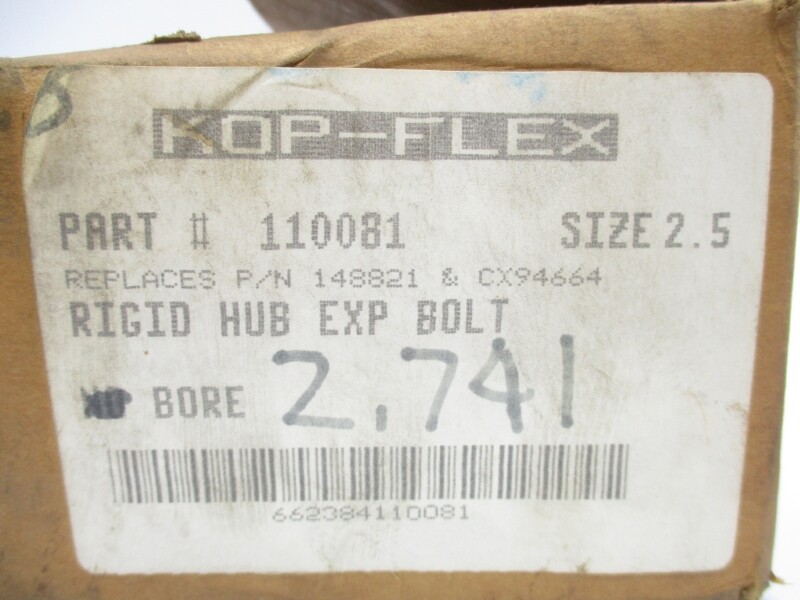 KOP-FLEX
PART # 110081 SIZE 2.5
REPLACES P/N 148821 & CX94664
RIGID HUB EXP BOLT
BORE 2.741
662384110081